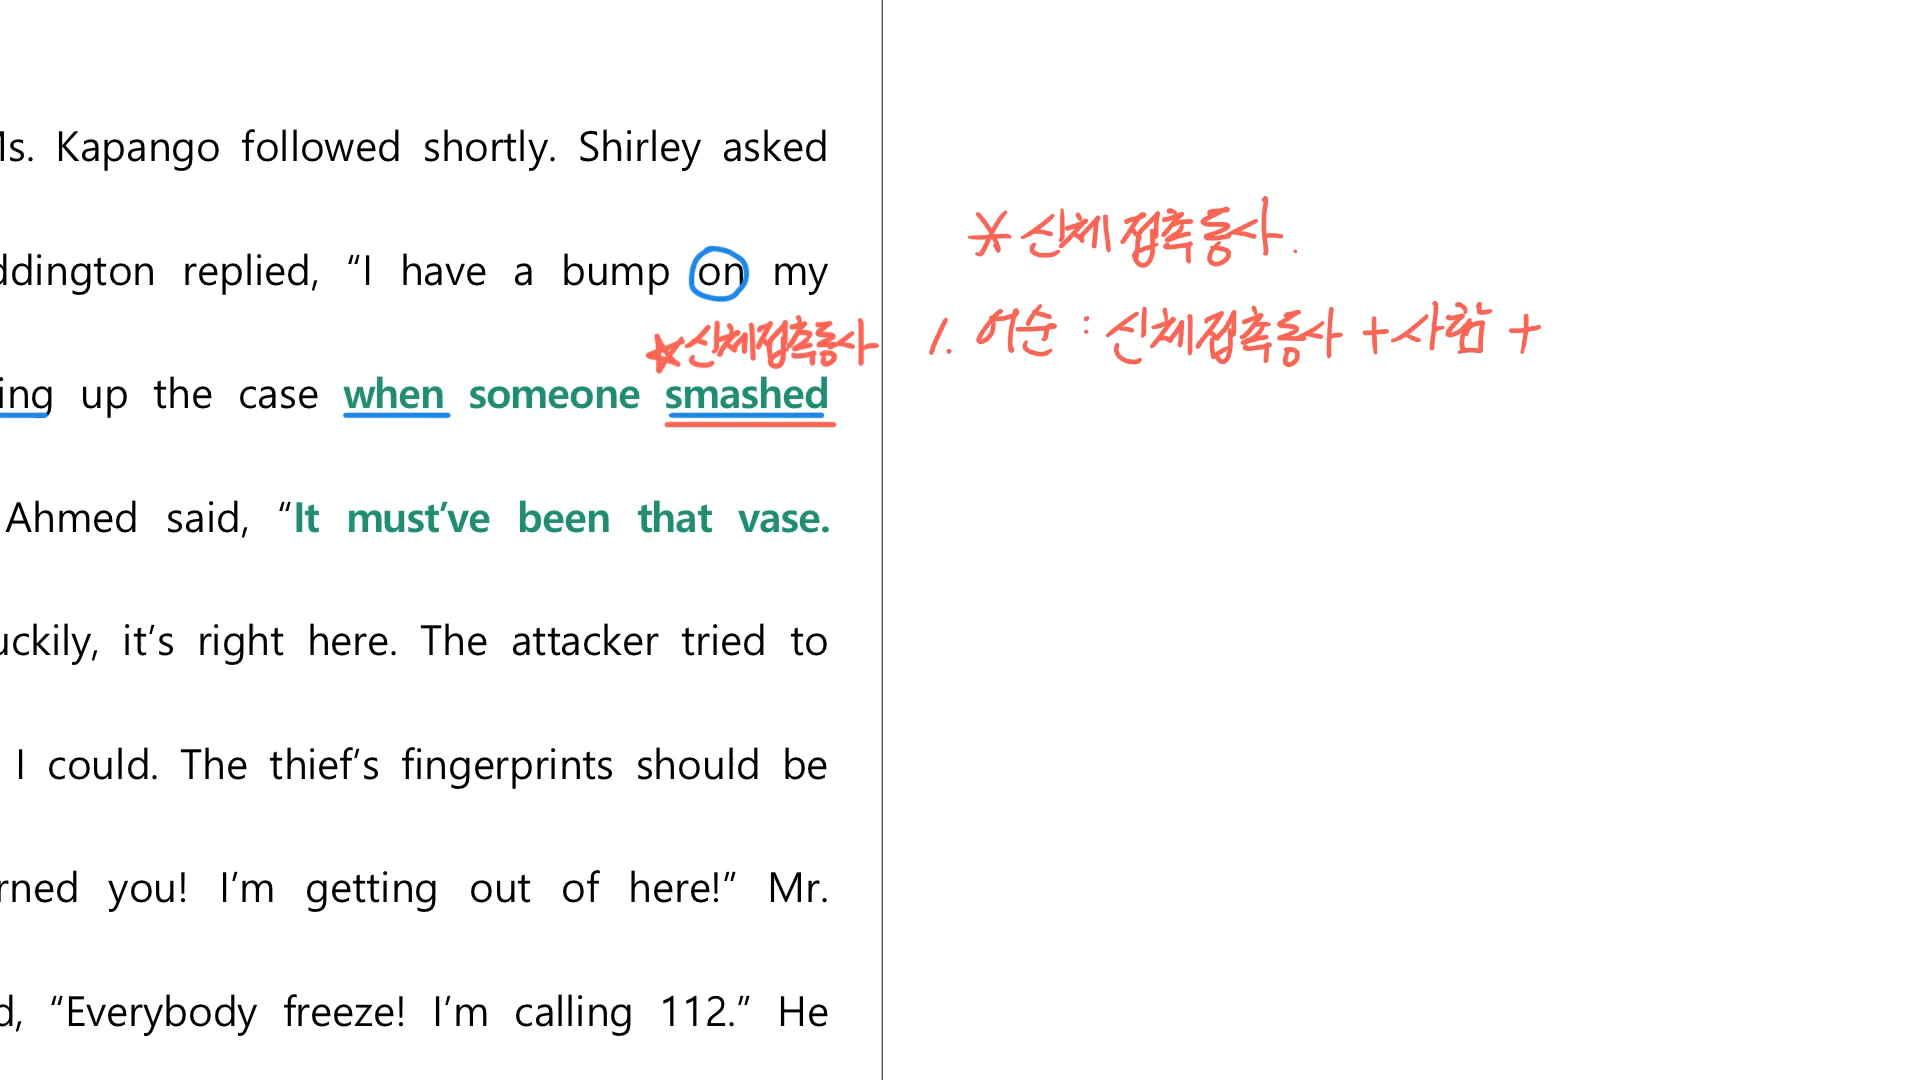 Ms. Kapango followed shortly. Shirley asked
ddington replied, “I have a bump on my
★신체접촉동사
ing up the case when someone smashed
Ahmed said, “It must’ve been that vase.
uckily, it’s right here. The attacker tried to
I could. The thief’s fingerprints should be
rned you! I’m getting out of here!” Mr.
d, “Everybody freeze! I’m calling 112.” He
* 신체접촉동사.
1. 어순 : 신체접촉동사 + 사람 +